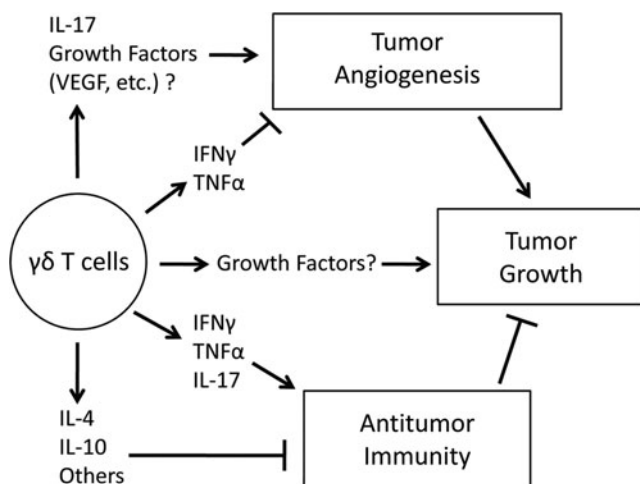 IL-17
Growth Factors
(VEGF, etc.) ?
Tumor
Angiogenesis
IFNγ
TNFα
γδ T cells
Growth Factors?
Tumor
Growth
IFNγ
TNFα
IL-17
IL-4
IL-10
Others
Antitumor
Immunity